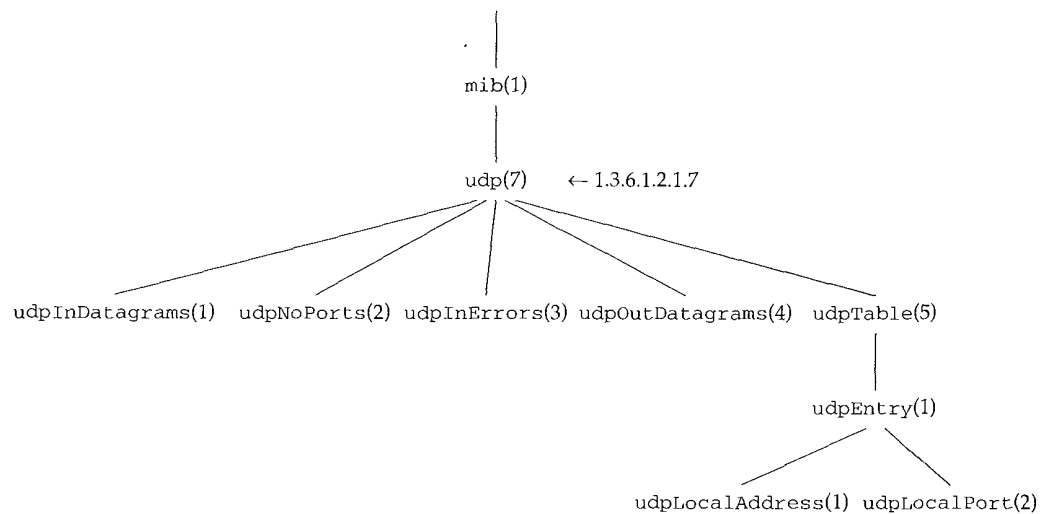 mib(1)
udp(7) ← 1.3.6.1.2.1.7
udpInDatagrams(1) udpNoPorts(2) udpInErrors(3) udpOutDatagrams(4) udpTable(5)
udpEntry(1)
udpLocalAddress(1) udpLocalPort(2)